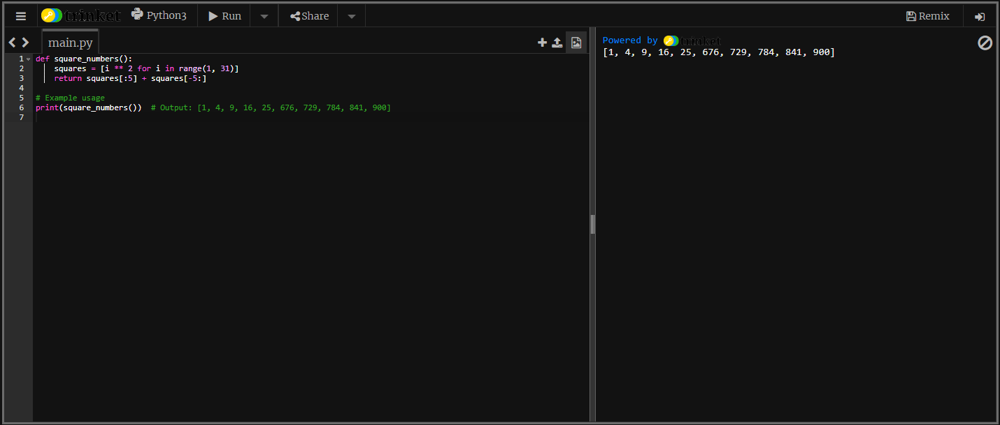 trinket Python3 Run Share Remix
main.py
1 def square_numbers():
2     squares = [i ** 2 for i in range(1, 31)]
3     return squares[:5] + squares[-5:]
4
5 # Example usage
6 print(square_numbers())  # Output: [1, 4, 9, 16, 25, 676, 729, 784, 841, 900]
7
Powered by trinket
[1, 4, 9, 16, 25, 676, 729, 784, 841, 900]